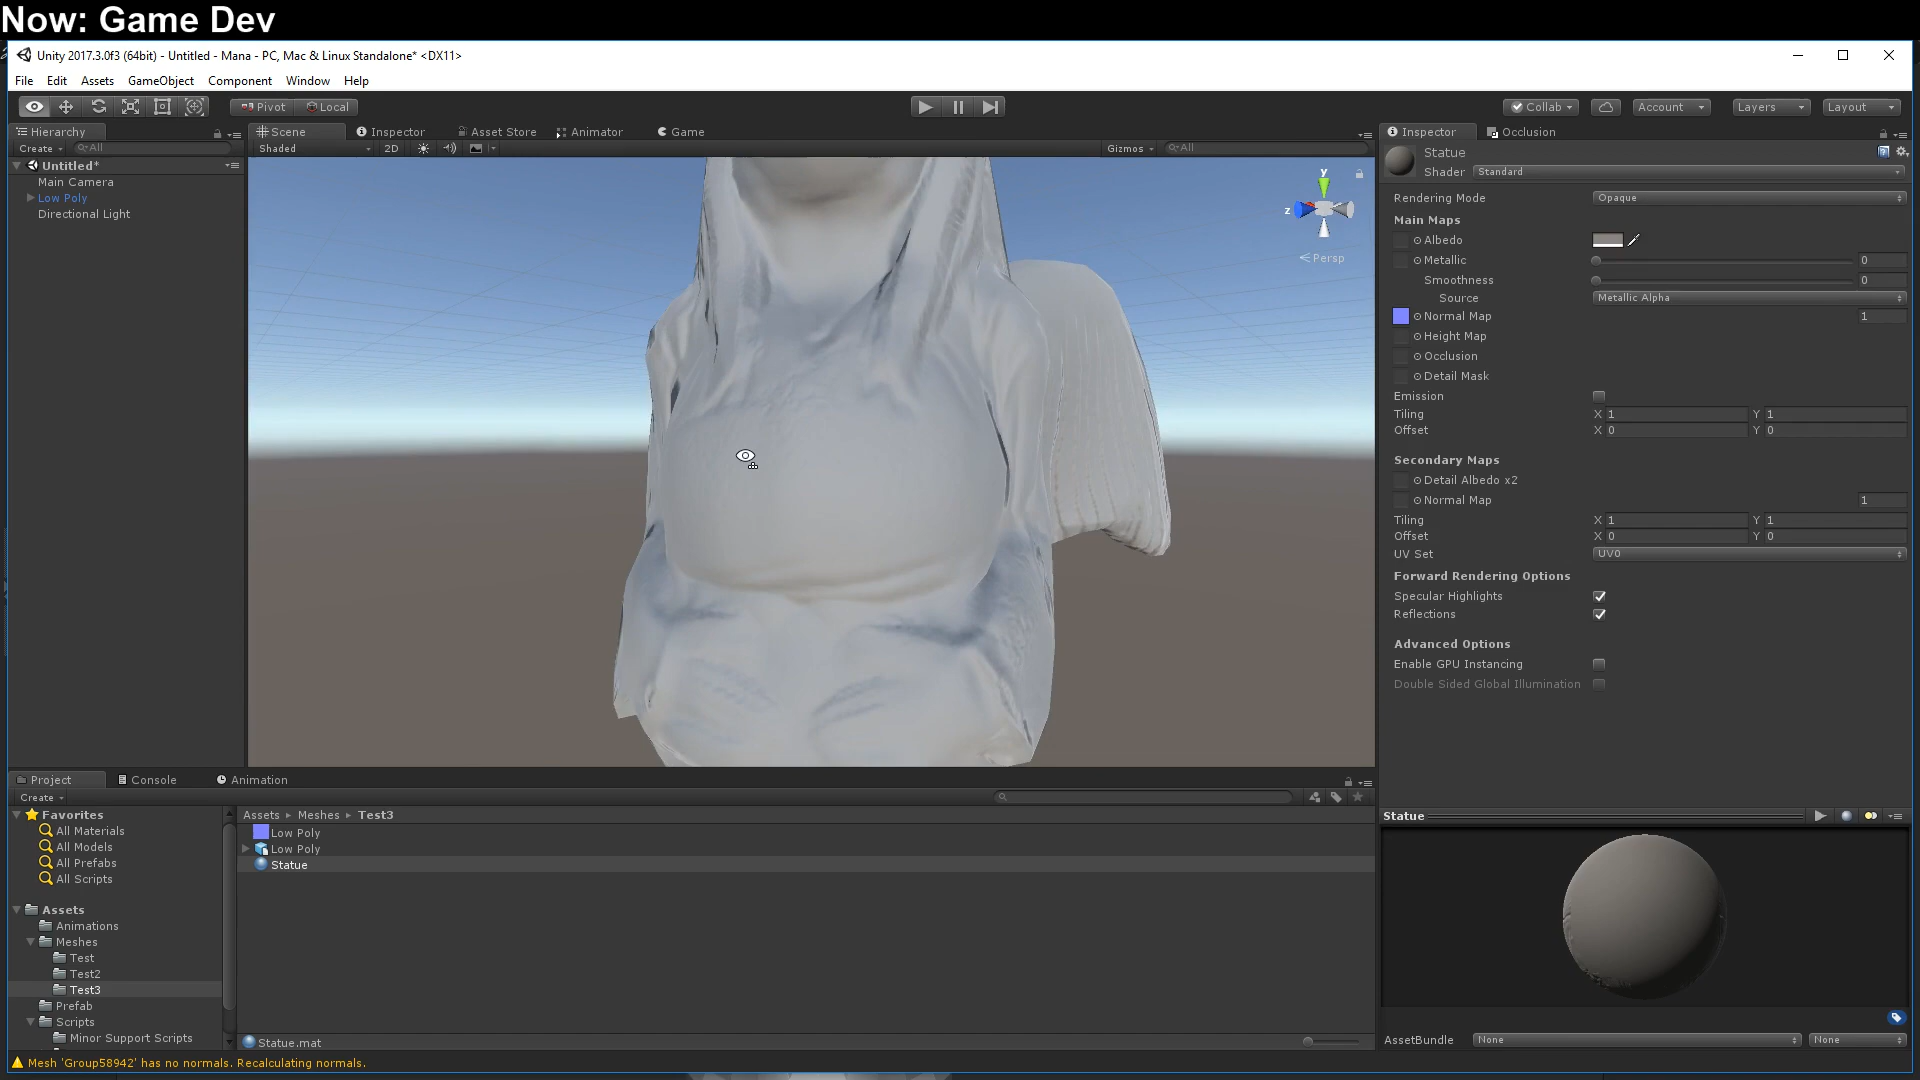 Now: Game Dev
Unity 2017.3.0f3 (64bit) - Untitled - Mana - PC, Mac & Linux Standalone* <DX11>
File Edit Assets GameObject Component Window Help
Pivot Local Collab Account Layers Layout
Hierarchy Scene Inspector Asset Store Animator Game Inspector Occlusion
Create All Shaded 2D Gizmos All
Untitled*
Main Camera
Low Poly
Directional Light
y
z
Persp
Statue
Shader Standard
Rendering Mode Opaque
Main Maps
Albedo
Metallic 0
Smoothness 0
Source Metallic Alpha
Normal Map 1
Height Map
Occlusion
Detail Mask
Emission
Tiling X 1 Y 1
Offset X 0 Y 0
Secondary Maps
Detail Albedo x2
Normal Map 1
Tiling X 1 Y 1
Offset X 0 Y 0
UV Set UV0
Forward Rendering Options
Specular Highlights
Reflections
Advanced Options
Enable GPU Instancing
Double Sided Global Illumination
Project Console Animation
Create
Favorites
All Materials
All Models
All Prefabs
All Scripts
Assets
Animations
Meshes
Test
Test2
Test3
Prefab
Scripts
Minor Support Scripts
Assets Meshes Test3
Low Poly
Low Poly
Statue
Statue.mat
Statue
AssetBundle None None
Mesh 'Group58942' has no normals. Recalculating normals.